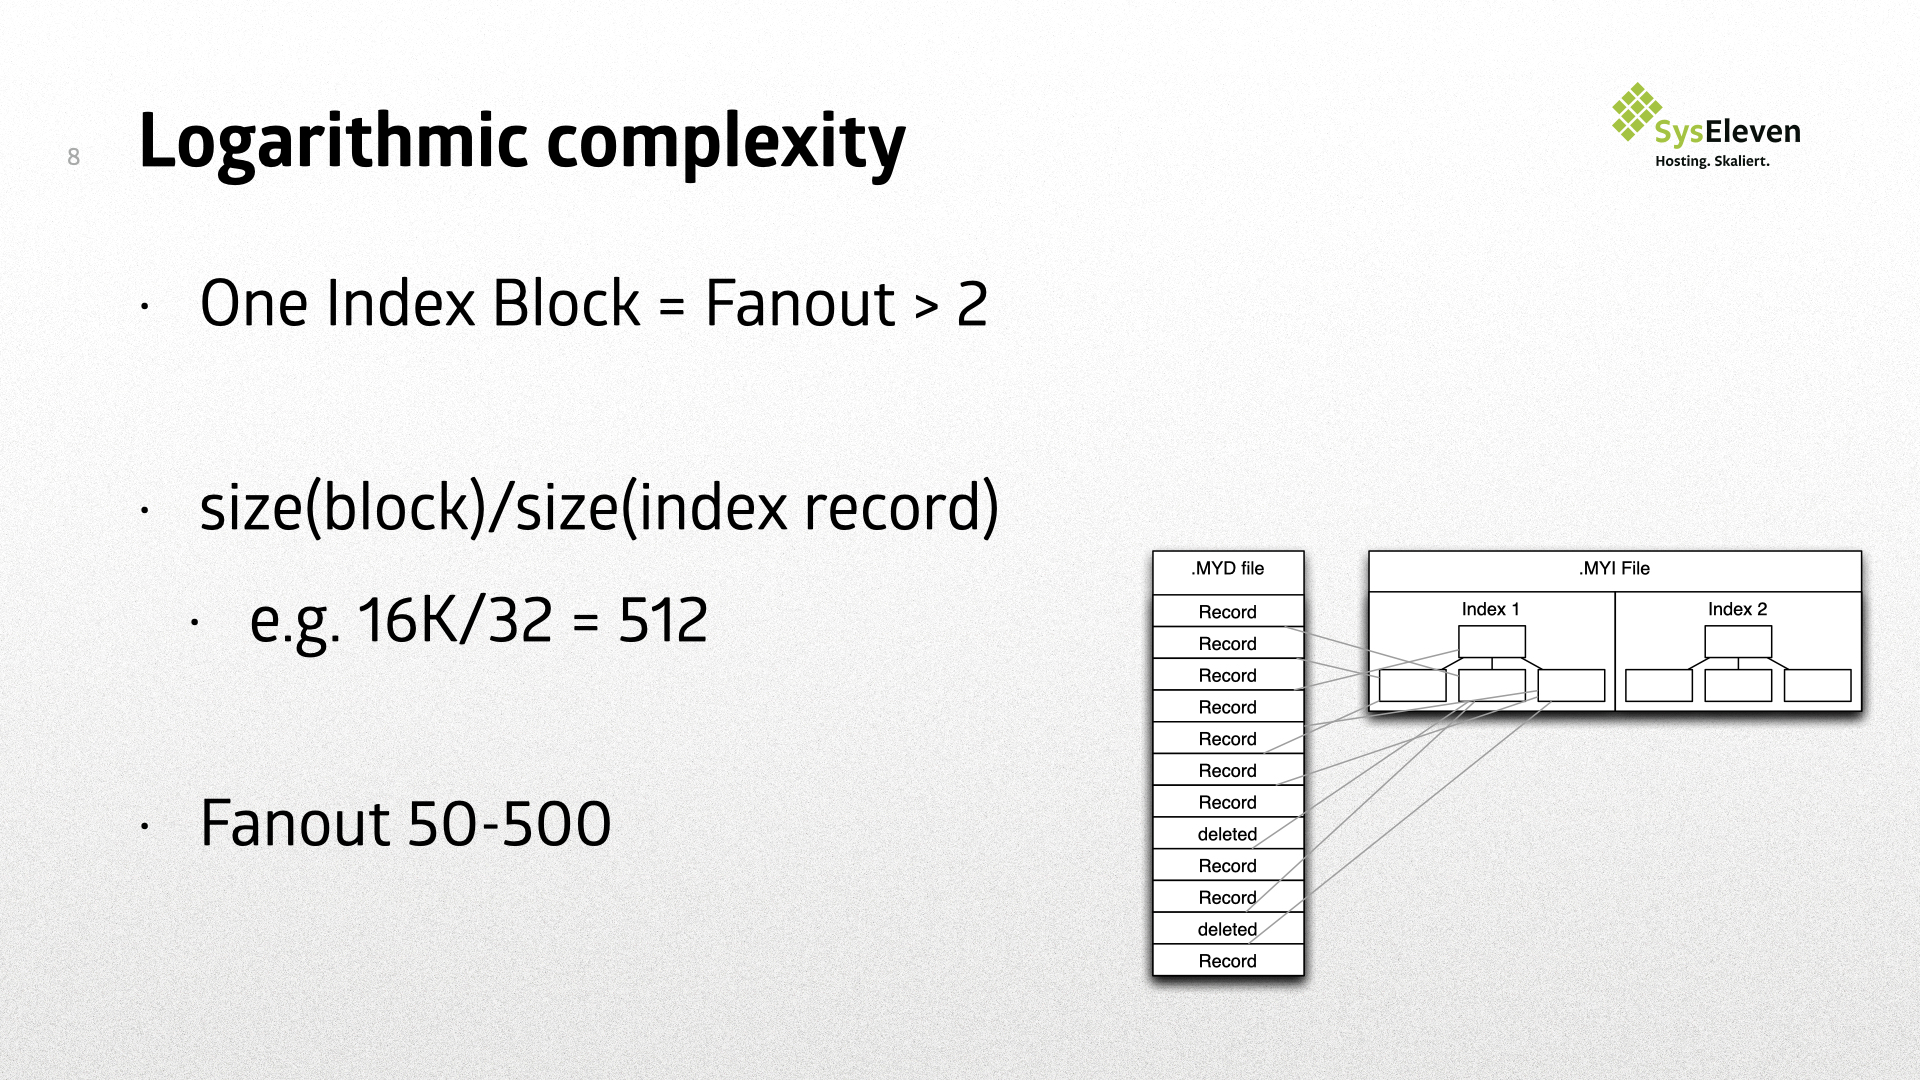 8
Logarithmic complexity
SysEleven
Hosting. Skaliert.
· One Index Block = Fanout > 2
· size(block)/size(index record)
· e.g. 16K/32 = 512
· Fanout 50-500
.MYD file
Record
Record
Record
Record
Record
Record
Record
deleted
Record
Record
deleted
Record
.MYI File
Index 1
Index 2